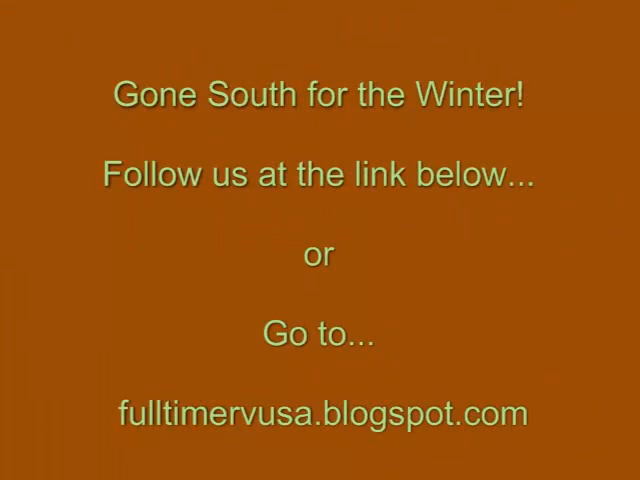 Gone South for the Winter!
Follow us at the link below...
or
Go to...
fulltimervusa.blogspot.com